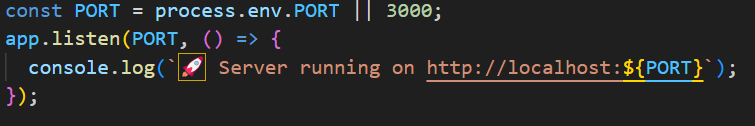 const PORT = process.env.PORT || 3000;
app.listen(PORT, () => {
  console.log(`🚀 Server running on http://localhost:${PORT}`);
});